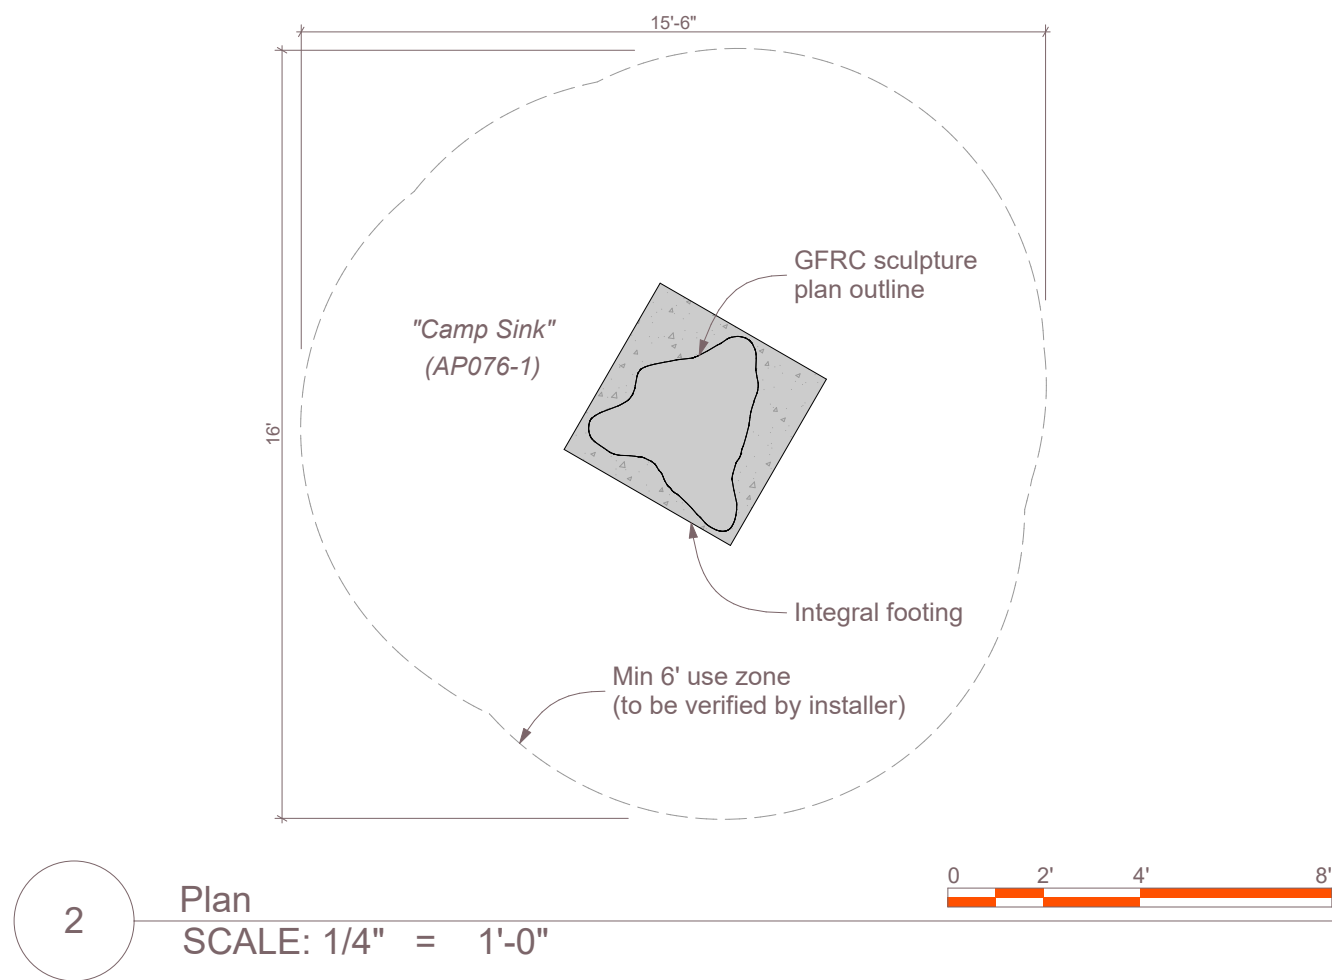 15'-6"
GFRC sculpture
plan outline
"Camp Sink"
(AP076-1)
16'
Integral footing
Min 6' use zone
(to be verified by installer)
0 2' 4' 8'
2
Plan
SCALE: 1/4" = 1'-0"